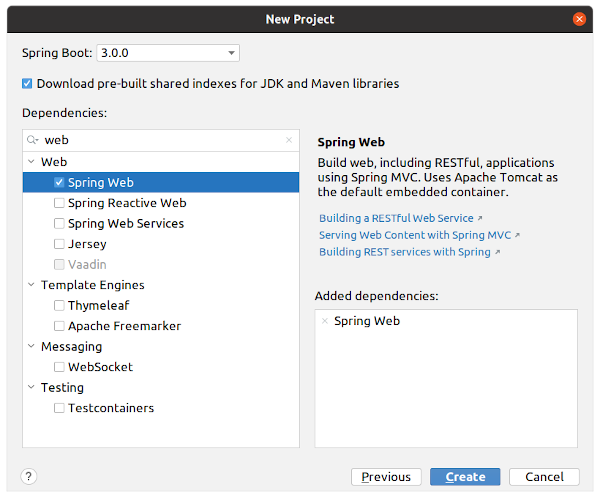 New Project
Spring Boot: 3.0.0
Download pre-built shared indexes for JDK and Maven libraries
Dependencies:
web
Web
Spring Web
Spring Reactive Web
Spring Web Services
Jersey
Vaadin
Template Engines
Thymeleaf
Apache Freemarker
Messaging
WebSocket
Testing
Testcontainers
Spring Web
Build web, including RESTful, applications
using Spring MVC. Uses Apache Tomcat as
the default embedded container.
Building a RESTful Web Service ↗
Serving Web Content with Spring MVC ↗
Building REST services with Spring ↗
Added dependencies:
Spring Web
?
Previous
Create
Cancel